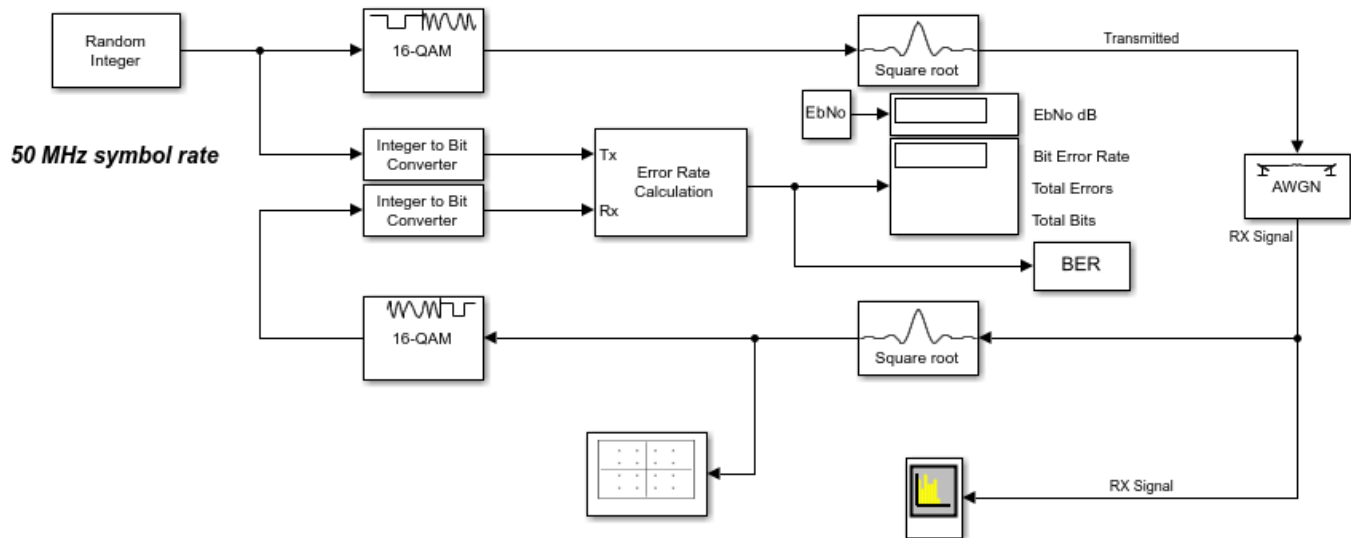 Random
Integer
16-QAM
Square root
Transmitted
EbNo
EbNo dB
50 MHz symbol rate
Integer to Bit
Converter
Tx
Error Rate
Calculation
Bit Error Rate
Total Errors
Total Bits
AWGN
Integer to Bit
Converter
Rx
RX Signal
BER
16-QAM
Square root
RX Signal